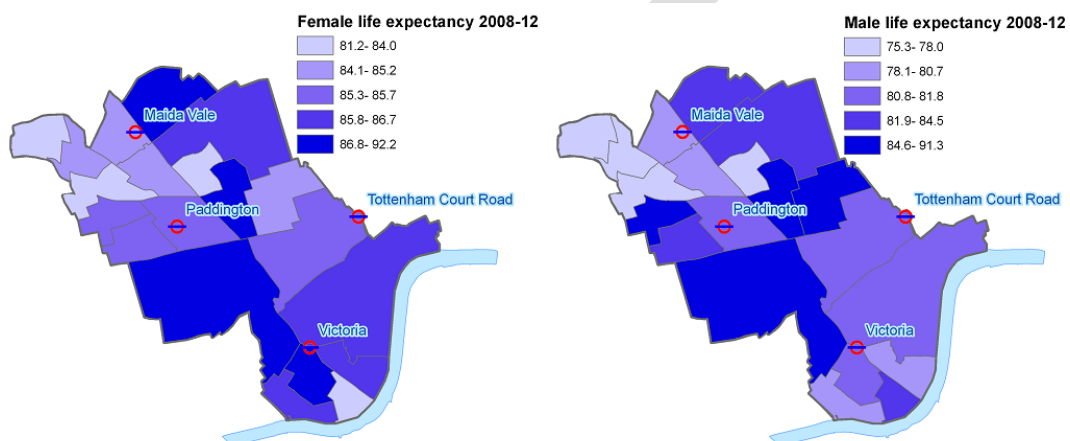 Female life expectancy 2008-12
81.2- 84.0
84.1- 85.2
85.3- 85.7
85.8- 86.7
86.8- 92.2
Maida Vale
Paddington
Tottenham Court Road
Victoria
Male life expectancy 2008-12
75.3- 78.0
78.1- 80.7
80.8- 81.8
81.9- 84.5
84.6- 91.3
Maida Vale
Paddington
Tottenham Court Road
Victoria